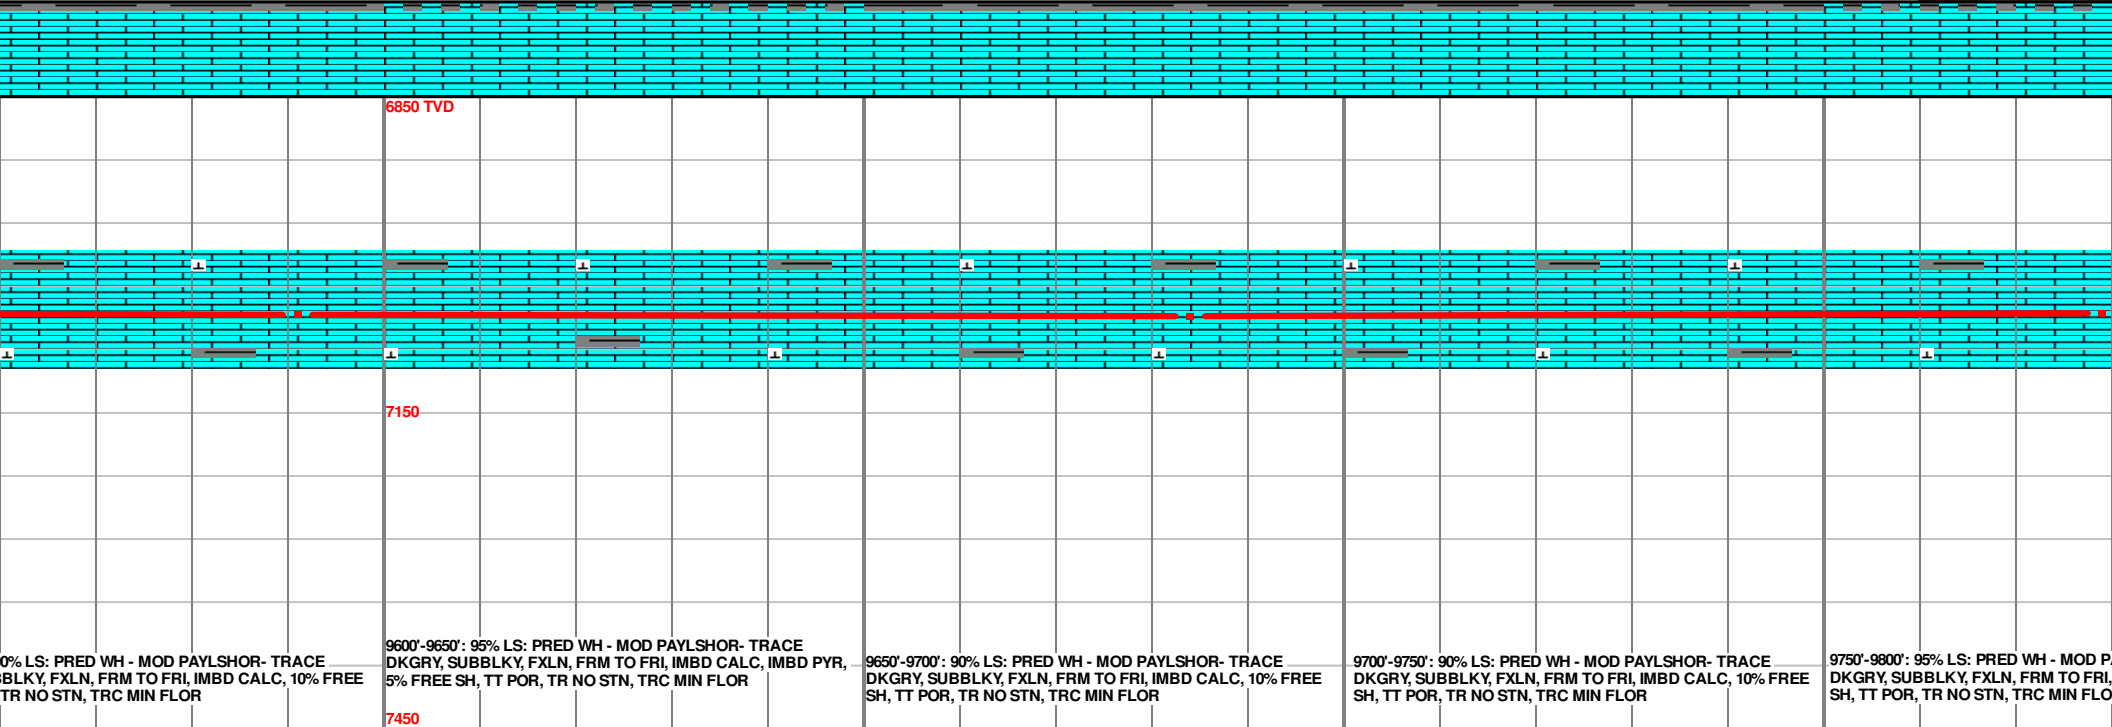 6850 TVD
7150
0% LS: PRED WH - MOD PAYLSHOR- TRACE
BLKY, FXLN, FRM TO FRI, IMBD CALC, 10% FREE
TR NO STN, TRC MIN FLOR
9600'-9650': 95% LS: PRED WH - MOD PAYLSHOR- TRACE
DKGRY, SUBBLKY, FXLN, FRM TO FRI, IMBD CALC, IMBD PYR,
5% FREE SH, TT POR, TR NO STN, TRC MIN FLOR
9650'-9700': 90% LS: PRED WH - MOD PAYLSHOR- TRACE
DKGRY, SUBBLKY, FXLN, FRM TO FRI, IMBD CALC, 10% FREE
SH, TT POR, TR NO STN, TRC MIN FLOR
9700'-9750': 90% LS: PRED WH - MOD PAYLSHOR- TRACE
DKGRY, SUBBLKY, FXLN, FRM TO FRI, IMBD CALC, 10% FREE
SH, TT POR, TR NO STN, TRC MIN FLOR
9750'-9800': 95% LS: PRED WH - MOD P
DKGRY, SUBBLKY, FXLN, FRM TO FRI,
SH, TT POR, TR NO STN, TRC MIN FLO
7450